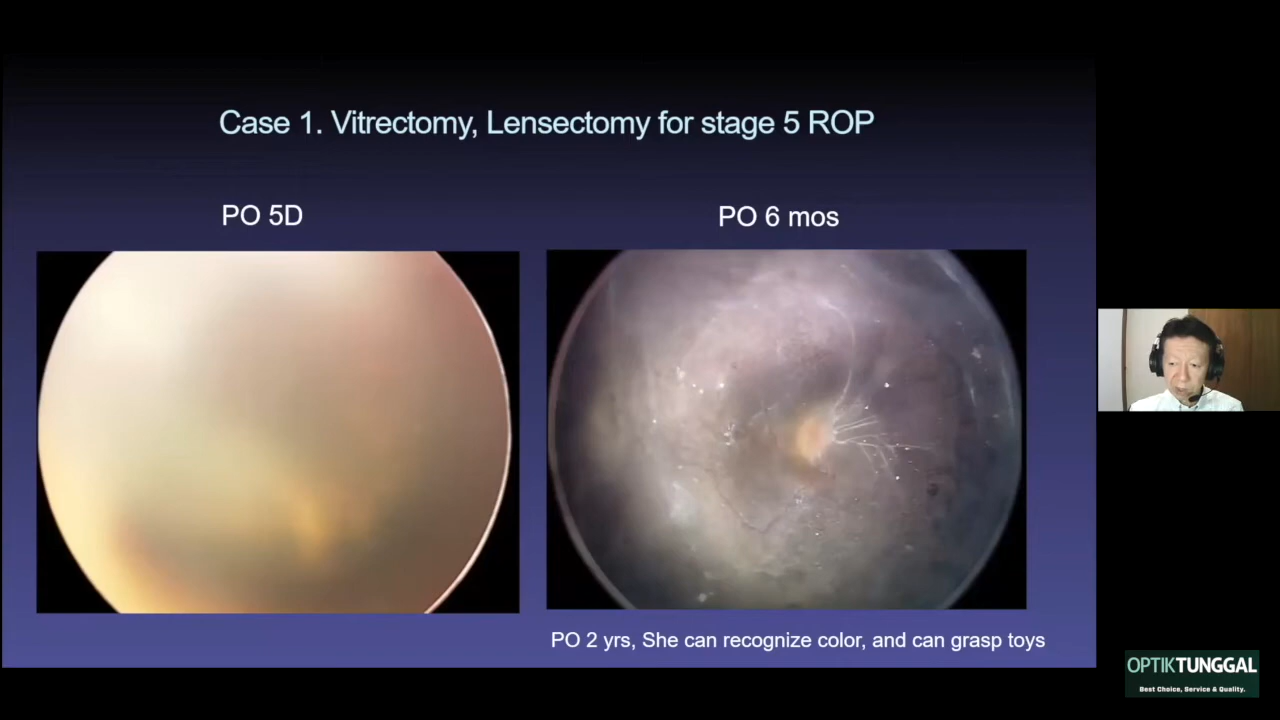 Case 1. Vitrectomy, Lensectomy for stage 5 ROP
PO 5D
PO 6 mos
PO 2 yrs, She can recognize color, and can grasp toys
OPTIKTUNGGAL
Best Choice, Service & Quality.